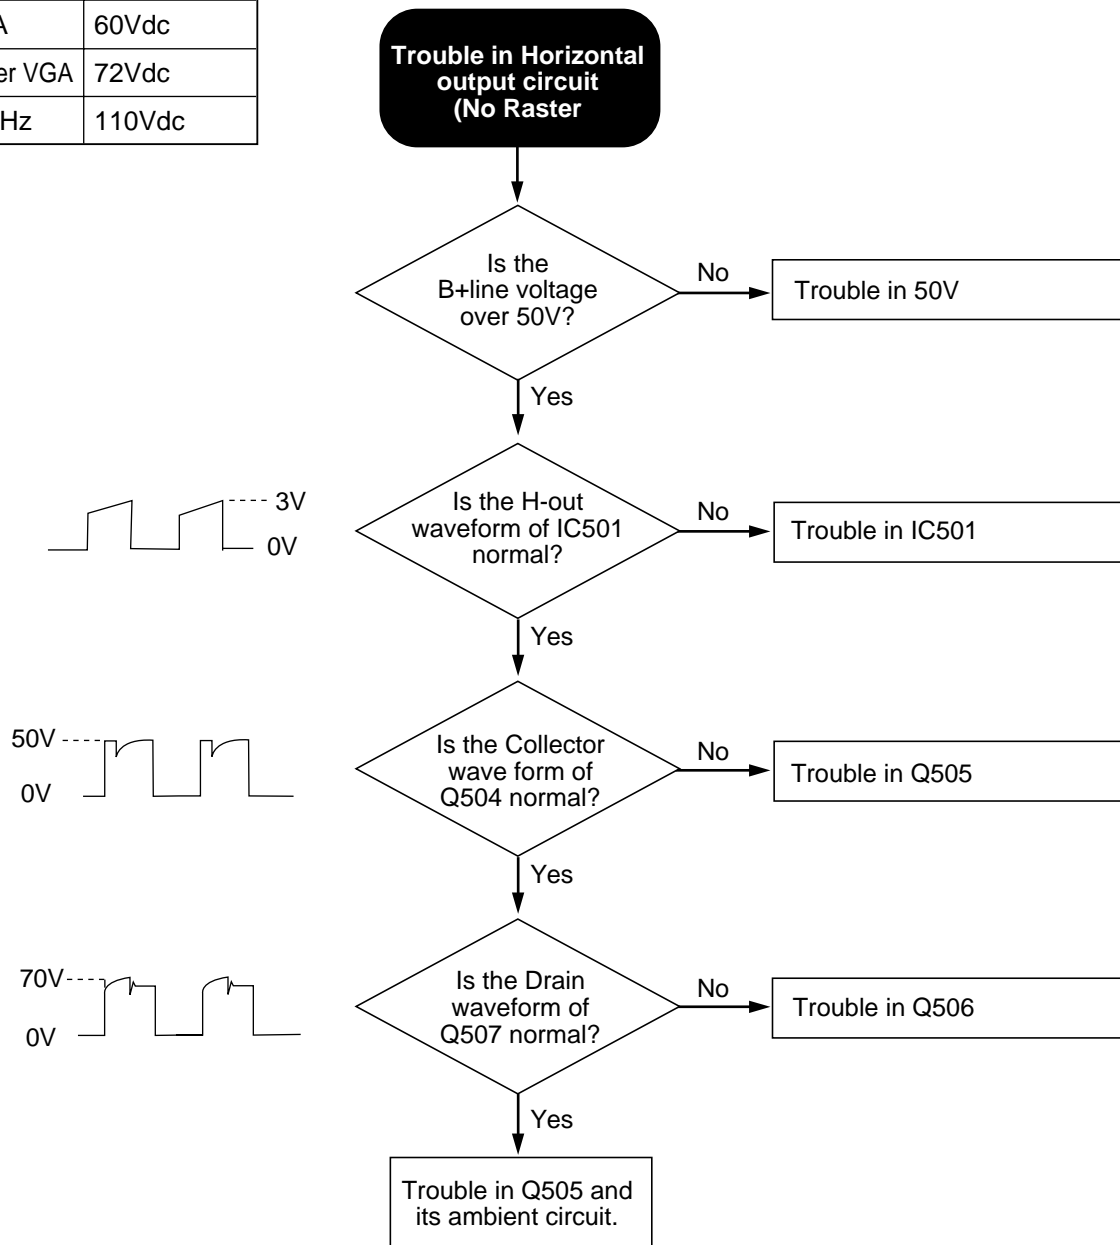 A 60Vdc
er VGA 72Vdc
Hz 110Vdc
Trouble in Horizontal
output circuit
(No Raster
Is the
B+line voltage
over 50V?
No
Trouble in 50V
Yes
3V
0V
Is the H-out
waveform of IC501
normal?
No
Trouble in IC501
Yes
50V
0V
Is the Collector
wave form of
Q504 normal?
No
Trouble in Q505
Yes
70V
0V
Is the Drain
waveform of
Q507 normal?
No
Trouble in Q506
Yes
Trouble in Q505 and
its ambient circuit.